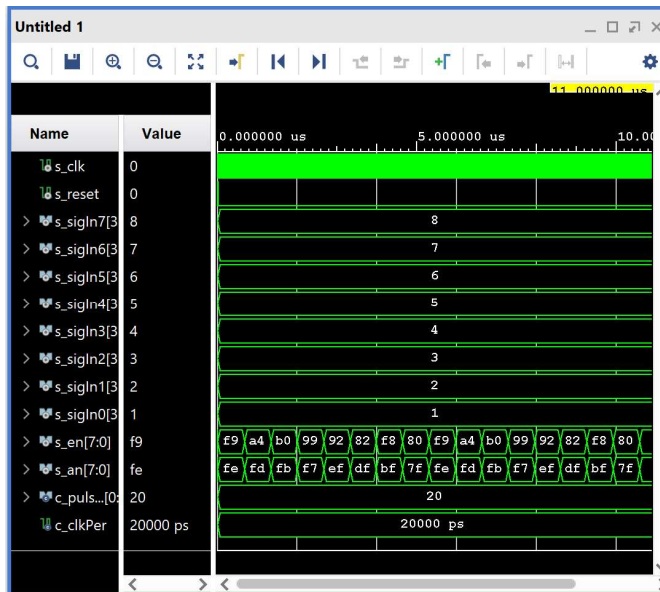 Untitled 1
11.000000 us
Name Value 0.000000 us 5.000000 us 10.00
s_clk 0
s_reset 0
s_sigIn7[3 8 8
s_sigIn6[3 7 7
s_sigIn5[3 6 6
s_sigIn4[3 5 5
s_sigIn3[3 4 4
s_sigIn2[3 3 3
s_sigIn1[3 2 2
s_sigIn0[3 1 1
s_en[7:0] f9 f9 a4 b0 99 92 82 f8 80 f9 a4 b0 99 92 82 f8 80
s_an[7:0] fe fe fd fb f7 ef df bf 7f fe fd fb f7 ef df bf 7f
c_puls...[0: 20 20
c_clkPer 20000 ps 20000 ps